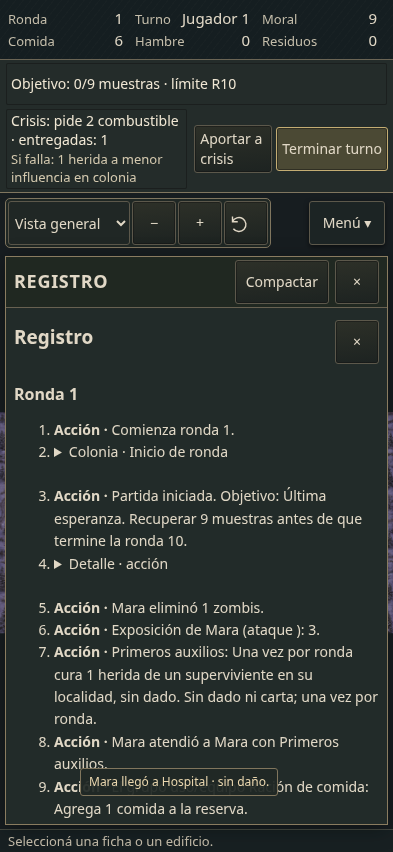 Ronda 1 Turno Jugador 1 Moral 9
Comida 6 Hambre 0 Residuos 0
Objetivo: 0/9 muestras · límite R10
Crisis: pide 2 combustible
· entregadas: 1
Si falla: 1 herida a menor
influencia en colonia
Aportar a
crisis
Terminar turno
Vista general
−
+
Menú ▾
REGISTRO
Compactar
×
Registro
×
Ronda 1
1. Acción · Comienza ronda 1.
2. ▶ Colonia · Inicio de ronda
3. Acción · Partida iniciada. Objetivo: Última
esperanza. Recuperar 9 muestras antes de que
termine la ronda 10.
4. ▶ Detalle · acción
5. Acción · Mara eliminó 1 zombis.
6. Acción · Exposición de Mara (ataque ): 3.
7. Acción · Primeros auxilios: Una vez por ronda
cura 1 herida de un superviviente en su
localidad, sin dado. Sin dado ni carta; una vez por
ronda.
8. Acción · Mara atendió a Mara con Primeros
auxilios.
Mara llegó a Hospital · sin daño.
9. de comida:
Agrega 1 comida a la reserva.
Seleccioná una ficha o un edificio.